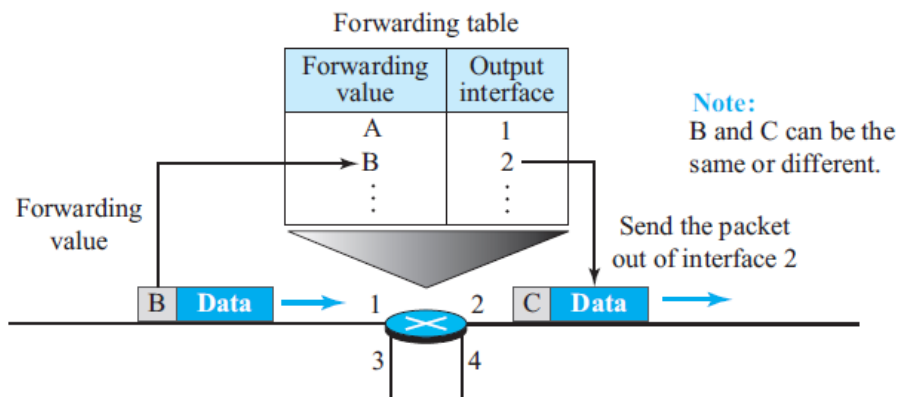 Forwarding table
Forwarding value
Output interface
A 1
B 2
Note:
B and C can be the
same or different.
Forwarding
value
Send the packet
out of interface 2
B Data
1
2
C Data
3
4